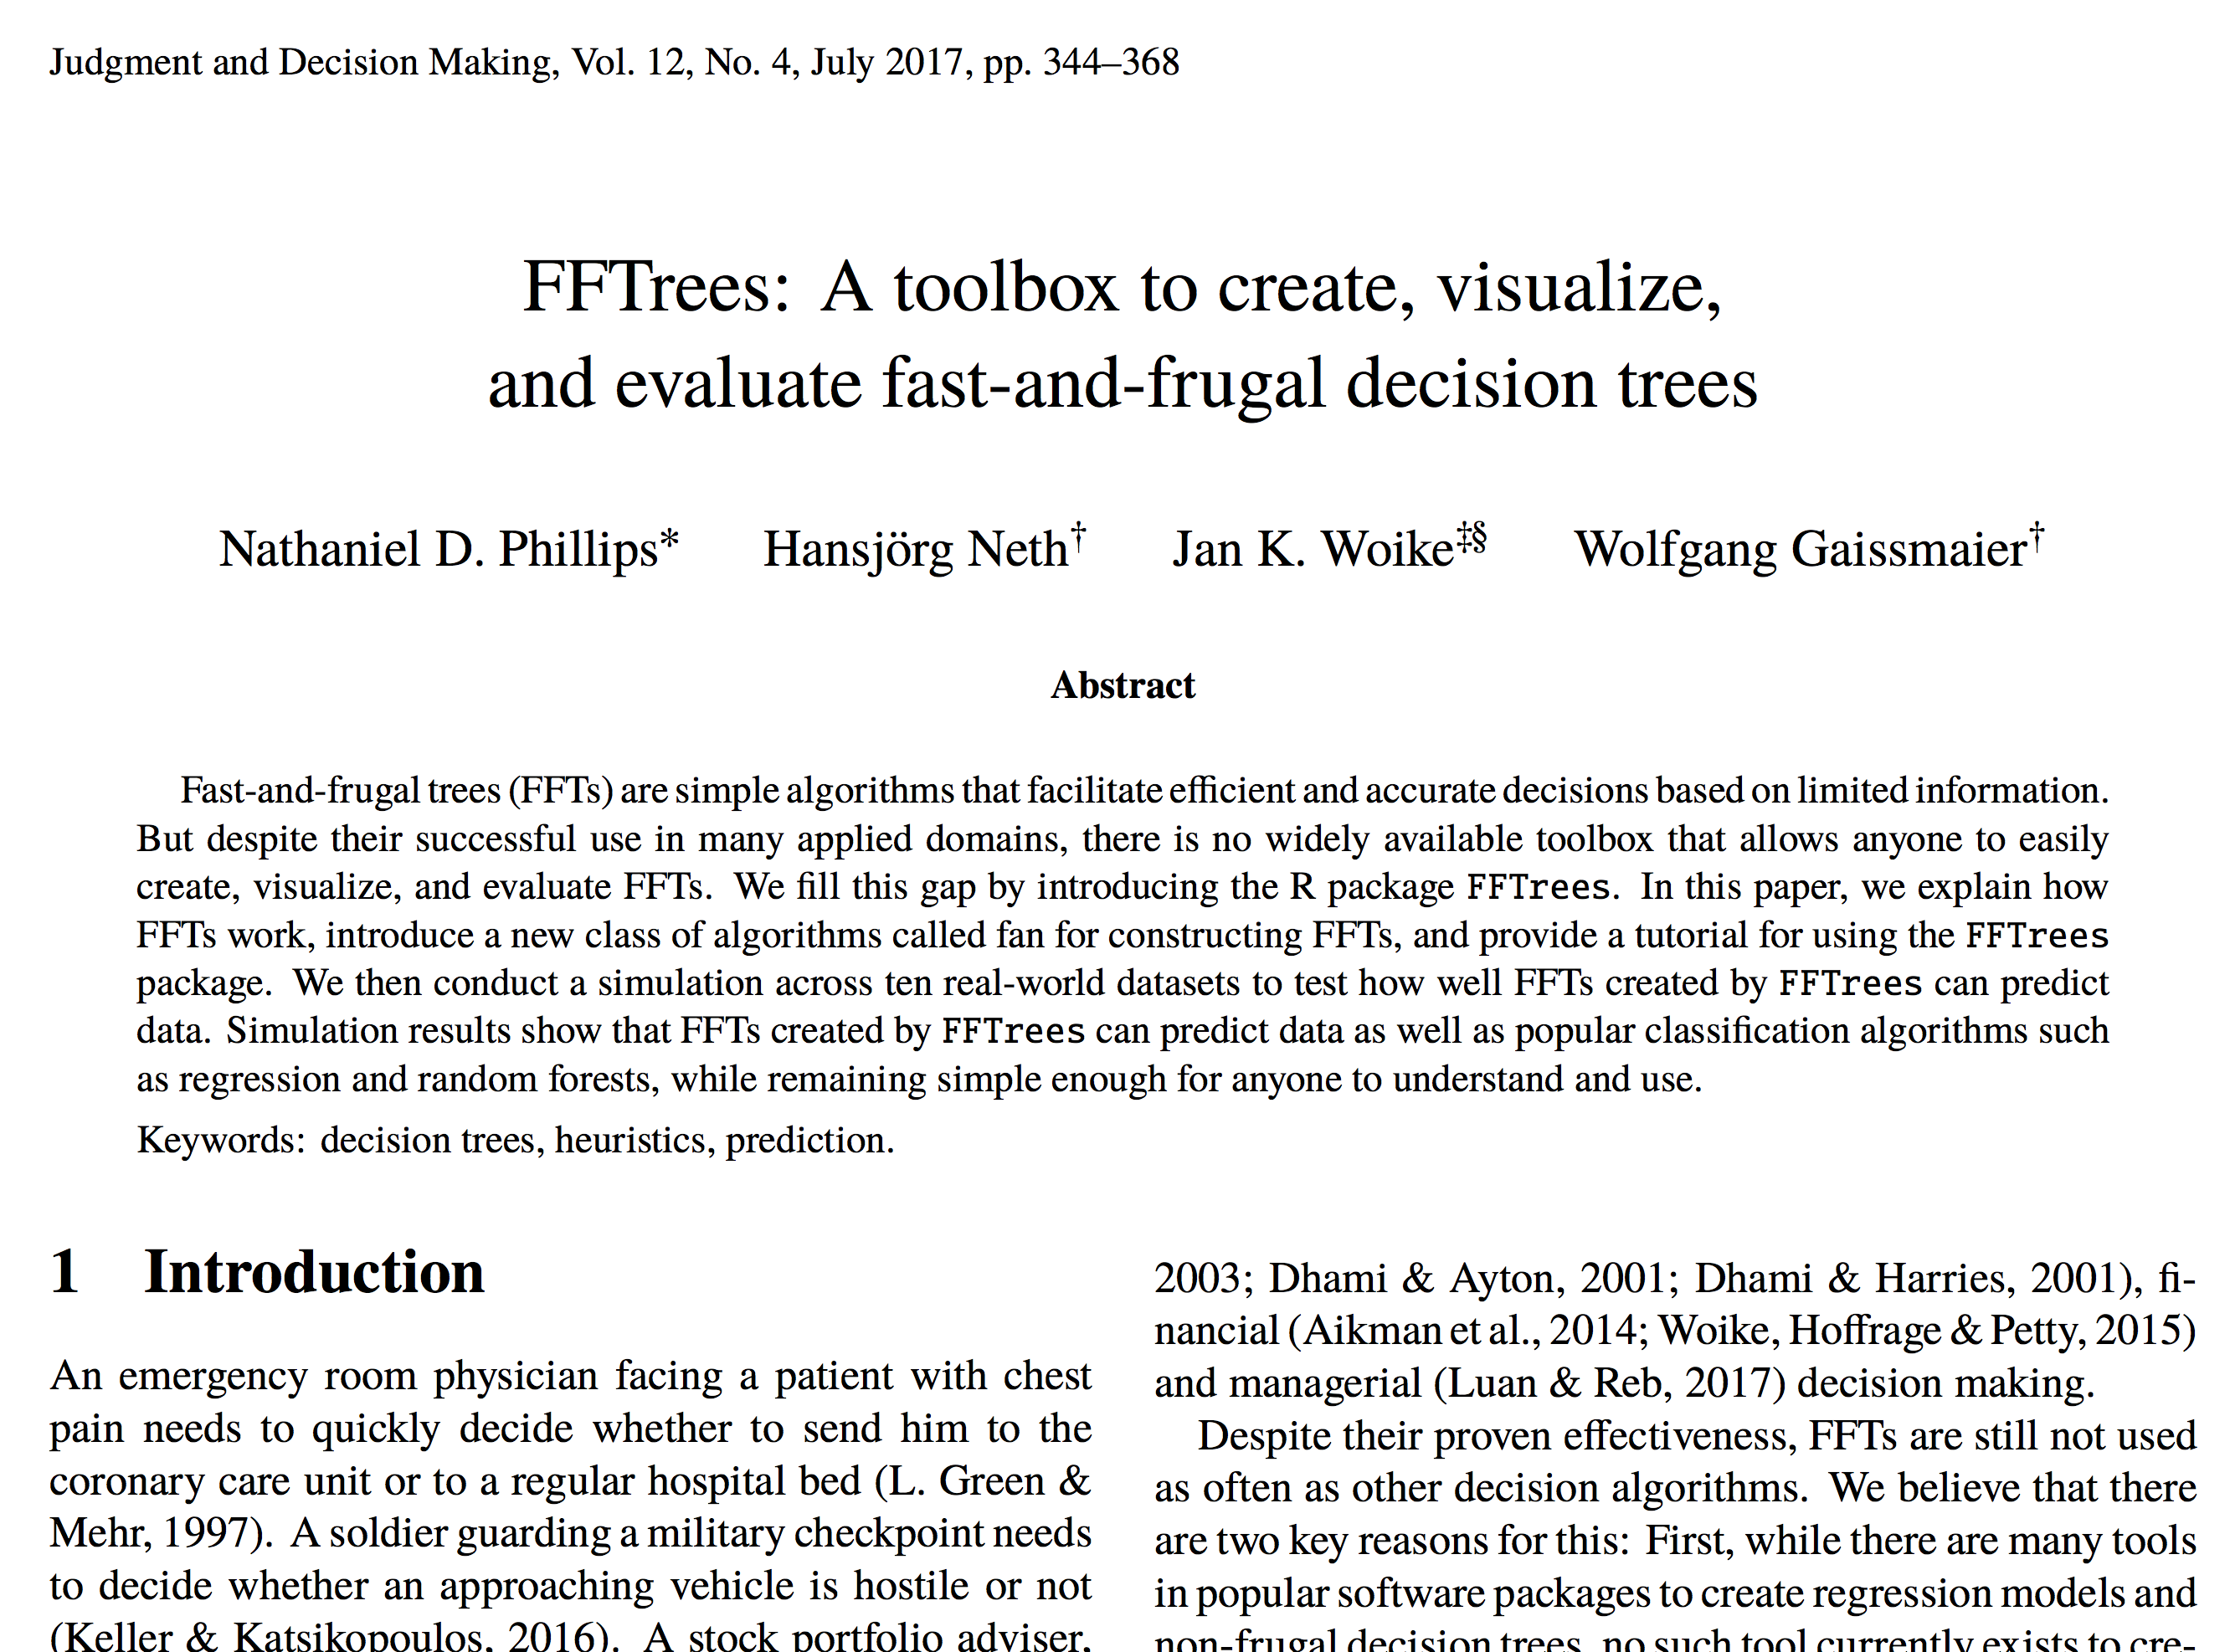 Judgment and Decision Making, Vol. 12, No. 4, July 2017, pp. 344–368
FFTrees: A toolbox to create, visualize,
and evaluate fast-and-frugal decision trees
Nathaniel D. Phillips* Hansjörg Neth† Jan K. Woike‡§ Wolfgang Gaissmaier†
Abstract
Fast-and-frugal trees (FFTs) are simple algorithms that facilitate efficient and accurate decisions based on limited information.
But despite their successful use in many applied domains, there is no widely available toolbox that allows anyone to easily
create, visualize, and evaluate FFTs. We fill this gap by introducing the R package FFTrees. In this paper, we explain how
FFTs work, introduce a new class of algorithms called fan for constructing FFTs, and provide a tutorial for using the FFTrees
package. We then conduct a simulation across ten real-world datasets to test how well FFTs created by FFTrees can predict
data. Simulation results show that FFTs created by FFTrees can predict data as well as popular classification algorithms such
as regression and random forests, while remaining simple enough for anyone to understand and use.
Keywords: decision trees, heuristics, prediction.
1 Introduction
An emergency room physician facing a patient with chest
pain needs to quickly decide whether to send him to the
coronary care unit or to a regular hospital bed (L. Green &
Mehr, 1997). A soldier guarding a military checkpoint needs
to decide whether an approaching vehicle is hostile or not
(Keller & Katsikopoulos, 2016). A stock portfolio adviser,
2003; Dhami & Ayton, 2001; Dhami & Harries, 2001), fi-
nancial (Aikman et al., 2014; Woike, Hoffrage & Petty, 2015)
and managerial (Luan & Reb, 2017) decision making.
Despite their proven effectiveness, FFTs are still not used
as often as other decision algorithms. We believe that there
are two key reasons for this: First, while there are many tools
in popular software packages to create regression models and
non-frugal decision trees, no such tool currently exists to cre-